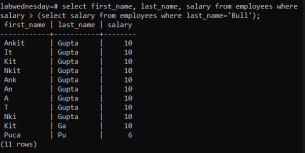 labwednesday=# select first_name, last_name, salary from employees where
salary > (select salary from employees where last_name='Bull');
first_name | last_name | salary
------------+-----------+--------
Ankit | Gupta | 10
It | Gupta | 10
Kit | Gupta | 10
Nkit | Gupta | 10
Ank | Gupta | 10
An | Gupta | 10
A | Gupta | 10
T | Gupta | 10
Nki | Gupta | 10
Kit | Ga | 10
Puca | Pu | 6
(11 rows)